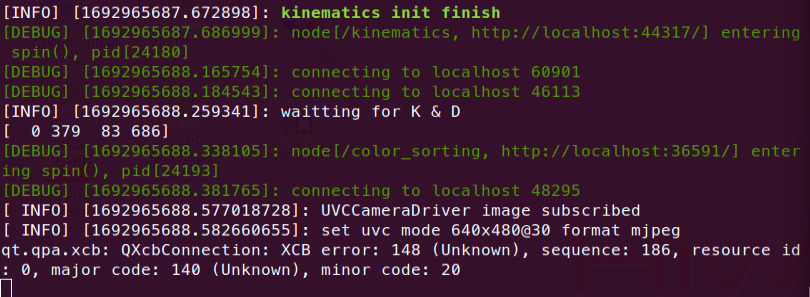 [INFO] [1692965687.672898]: kinematics init finish
[DEBUG] [1692965687.686999]: node[/kinematics, http://localhost:44317/] entering
 spin(), pid[24180]
[DEBUG] [1692965688.165754]: connecting to localhost 60901
[DEBUG] [1692965688.184543]: connecting to localhost 46113
[INFO] [1692965688.259341]: waitting for K & D
[  0 379  83 686]
[DEBUG] [1692965688.338105]: node[/color_sorting, http://localhost:36591/] enter
ing spin(), pid[24193]
[DEBUG] [1692965688.381765]: connecting to localhost 48295
[ INFO] [1692965688.577018728]: UVCCameraDriver image subscribed
[ INFO] [1692965688.582660655]: set uvc mode 640x480@30 format mjpeg
qt.qpa.xcb: QXcbConnection: XCB error: 148 (Unknown), sequence: 186, resource id
: 0, major code: 140 (Unknown), minor code: 20